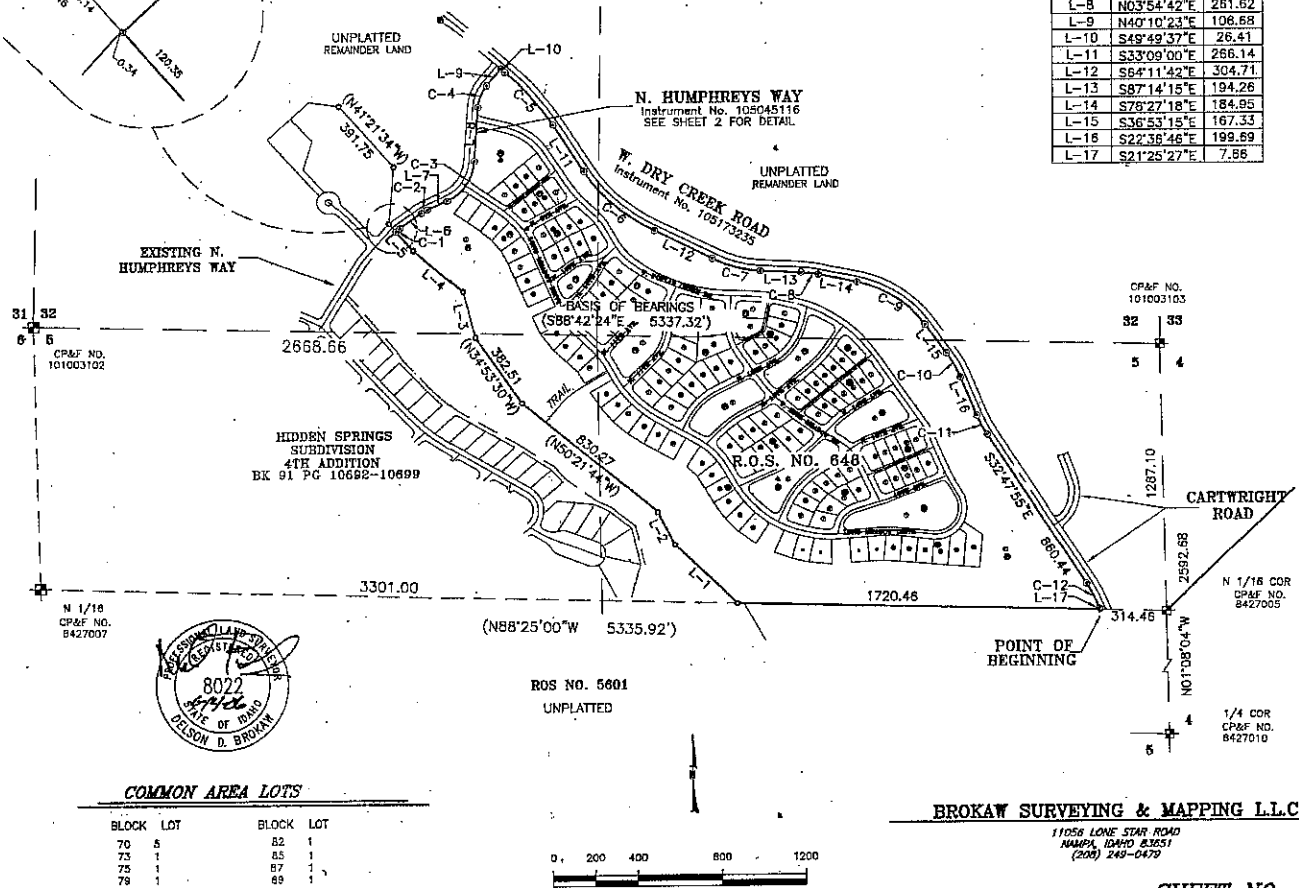 .14
120.35
L-0.34
UNPLATTED
REMAINDER LAND
L-10
L-9
C-4
C-5
N. HUMPHREYS WAY
Instrument No. 105045116
SEE SHEET 2 FOR DETAIL
L-8 N03°54'42"E 261.62
L-9 N40°10'23"E 106.68
L-10 S49°49'37"E 26.41
L-11 S33°09'00"E 266.14
L-12 S64°11'42"E 304.71
L-13 S87°14'15"E 194.26
L-14 S78°27'18"E 184.95
L-15 S36°53'15"E 167.33
L-16 S22°36'46"E 199.69
L-17 S21°25'27"E 7.66
(N41°21'34"W)
391.75
C-3
L-7
C-2
L-6
C-1
L-5
L-4
L-3
L-11
C-6
W. DRY CREEK ROAD
Instrument No. 105173235
UNPLATTED
REMAINDER LAND
L-12
C-7
L-13
C-8
L-14
C-9
L-15
C-10
L-16
C-11
EXISTING N.
HUMPHREYS WAY
31 32
6 5
CP&F NO.
101003102
2668.66
BASIS OF BEARINGS
(S88°42'24"E 5337.32')
CP&F NO.
101003103
32 33
5 4
382.51
(N34°53'30"W)
TRAIL
830.27
(N50°21'44"W)
HIDDEN SPRINGS
SUBDIVISION
4TH ADDITION
BK 91 PG 10692-10699
R.O.S. NO. 648
S32°47'55"E 860.44
1287.10
CARTWRIGHT
ROAD
2592.68
L-2
L-1
C-12
L-17
N 1/16 COR
CP&F NO.
8427005
3301.00
1720.46
314.46
N 1/16
CP&F NO.
8427007
(N88°25'00"W 5335.92')
POINT OF
BEGINNING
N01°08'04"W
PROFESSIONAL LAND SURVEYOR
REGISTERED
8022
STATE OF IDAHO
DELSON D. BROKAW
ROS NO. 5601
UNPLATTED
4
5
1/4 COR
CP&F NO.
8427010
COMMON AREA LOTS
BLOCK LOT BLOCK LOT
70 5 82 1
73 1 85 1
75 1 87 1
79 1 89 1
0 200 400 800 1200
BROKAW SURVEYING & MAPPING L.L.C
11056 LONE STAR ROAD
NAMPA, IDAHO 83651
(208) 249-0479
SHEET NO.